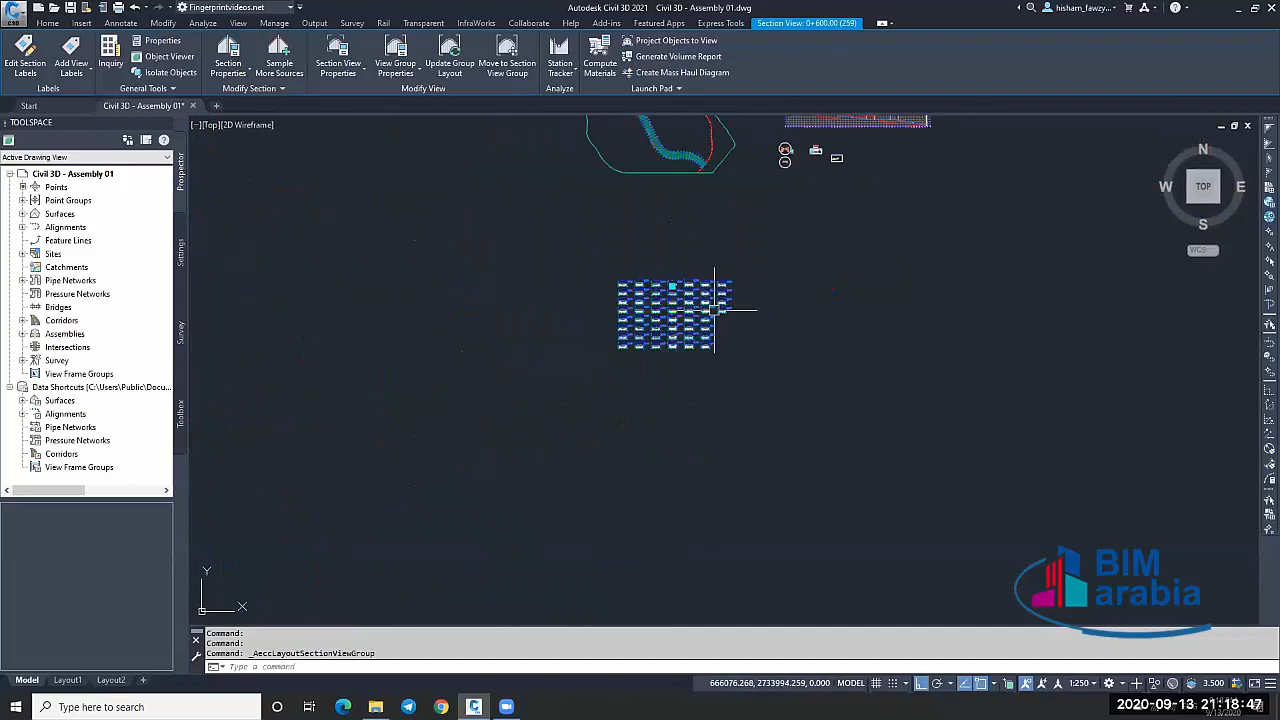 Fingerprintvideos.net
Autodesk Civil 3D 2021   Civil 3D - Assembly 01.dwg
hisham_fawzy...
Home Insert Annotate Modify Analyze View Manage Output Survey Rail Transparent InfraWorks Collaborate Help Add-ins Featured Apps Express Tools Section View: 0+600.00 (259)
Edit Section Labels
Add View Labels
Inquiry
Properties
Object Viewer
Isolate Objects
Section Properties
Sample More Sources
Section View Properties
View Group Properties
Update Group Layout
Move to Section View Group
Station Tracker
Compute Materials
Project Objects to View
Generate Volume Report
Create Mass Haul Diagram
Labels General Tools Modify Section Modify View Analyze Launch Pad
Start Civil 3D - Assembly 01*
TOOLSPACE
[−][Top][2D Wireframe]
Active Drawing View
Civil 3D - Assembly 01
Points
Point Groups
Surfaces
Alignments
Feature Lines
Sites
Catchments
Pipe Networks
Pressure Networks
Bridges
Corridors
Assemblies
Intersections
Survey
View Frame Groups
Data Shortcuts [C:\Users\Public\Docu...
Surfaces
Alignments
Pipe Networks
Pressure Networks
Corridors
View Frame Groups
Prospector
Settings
Survey
Toolbox
N
W TOP E
S
WCS
Y
X
BIM
arabia
Command:
Command:
Command: _AeccLayoutSectionViewGroup
Type a command
Model Layout1 Layout2
666076.268, 2733994.259, 0.000 MODEL 1:250 3.500
Type here to search
2020-09-13 21:18:47